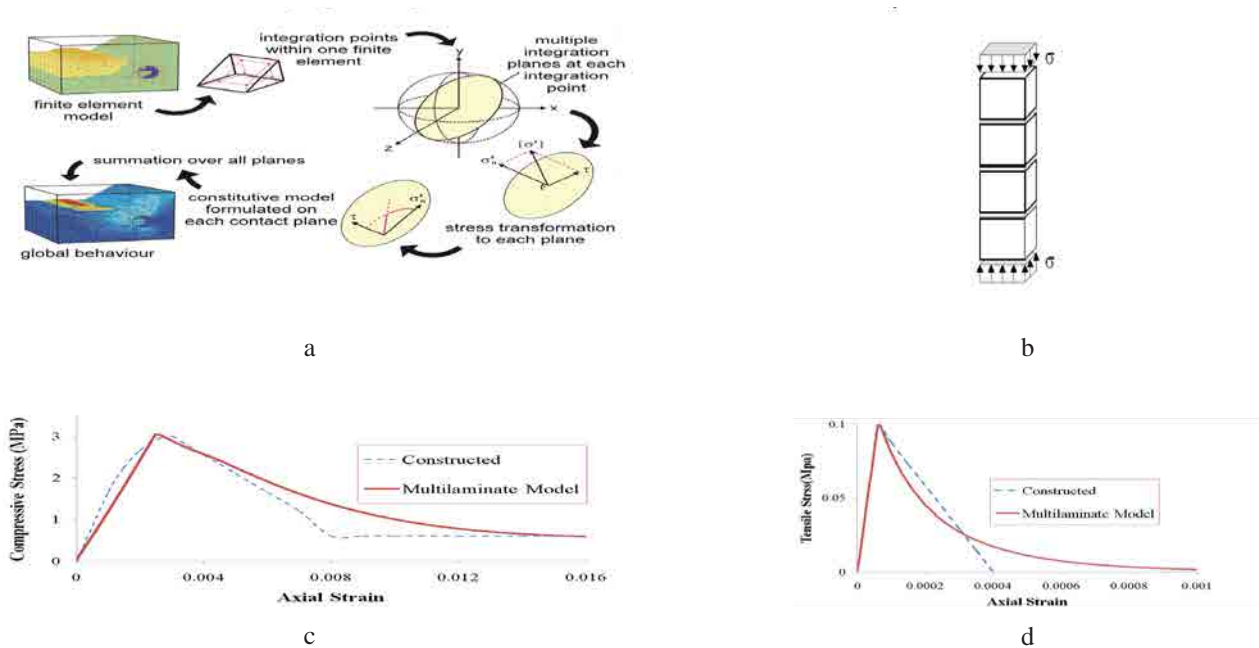 integration points
within one finite
element
finite element
model
y
x
z
multiple
integration
planes at each
integration
point
summation over all planes
constitutive model
formulated on
each contact plane
global behaviour
stress transformation
to each plane
τ
τ
σ
σ
a
b
Compressive Stress (MPa)
3
2
1
0
Constructed
Multilaminate Model
0
0.004
0.008
0.012
0.016
Axial Strain
c
Tensile Strss(Mpa)
0.1
0.05
0
Constructed
Multilaminate Model
0
0.0002
0.0004
0.0006
0.0008
0.001
Axial Strain
d